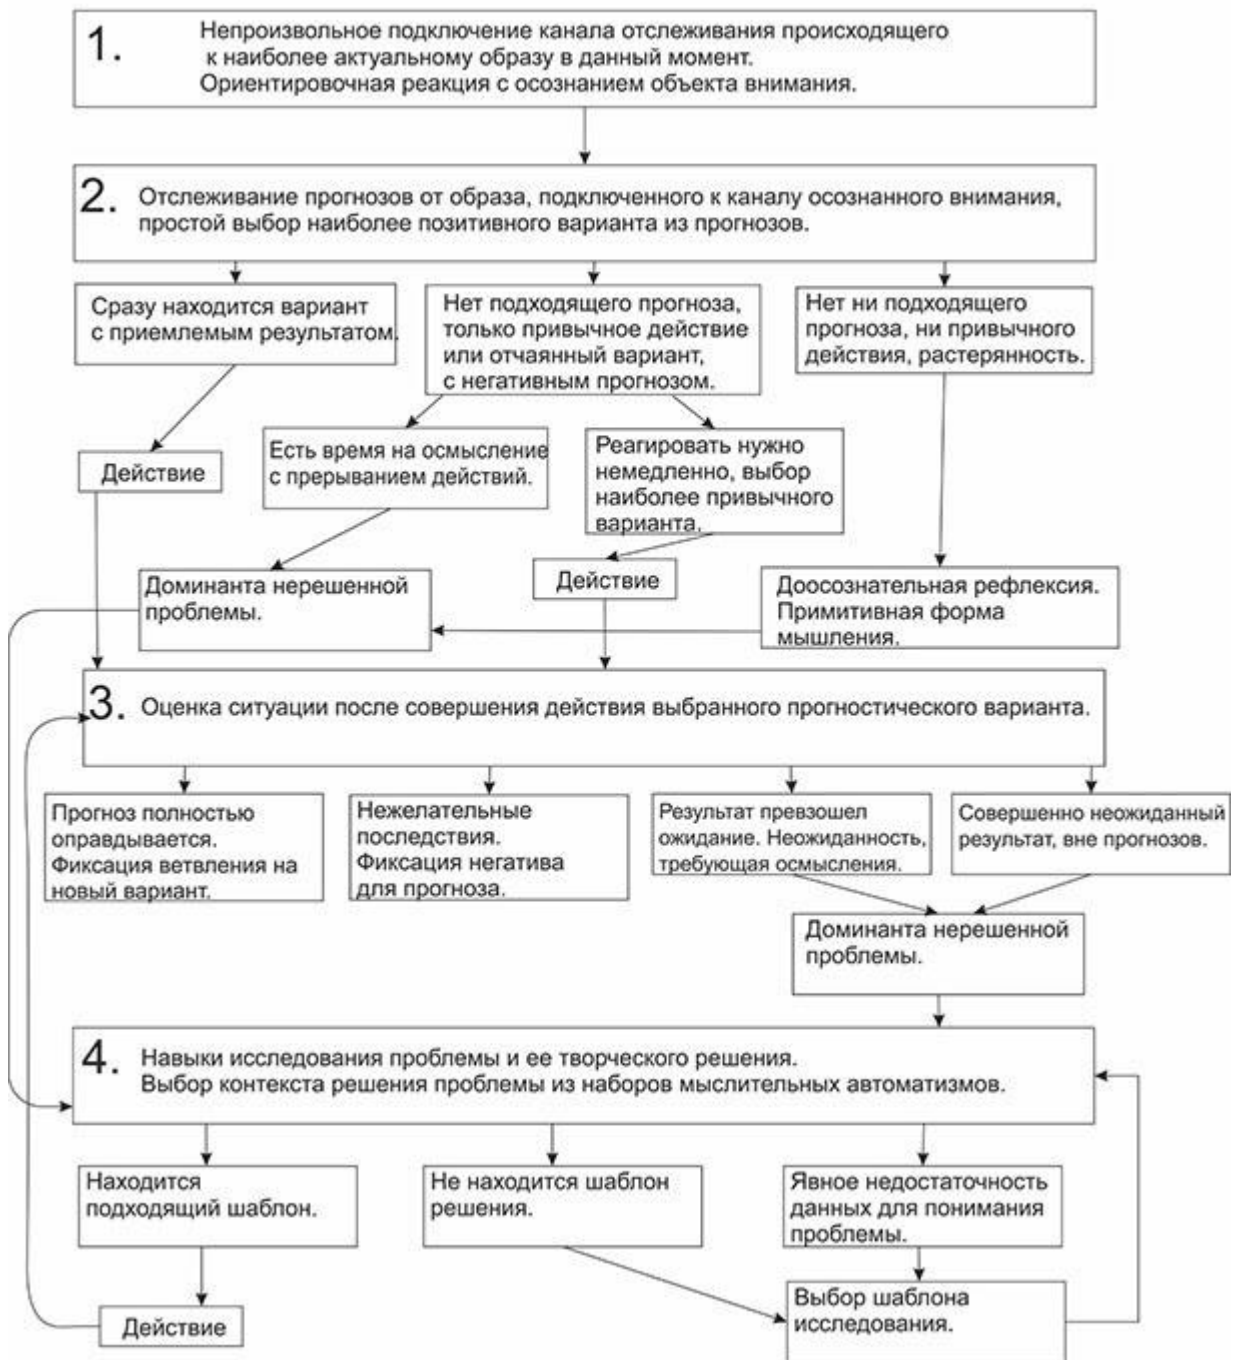 1. Непроизвольное подключение канала отслеживания происходящего
к наиболее актуальному образу в данный момент.
Ориентировочная реакция с осознанием объекта внимания.
2. Отслеживание прогнозов от образа, подключенного к каналу осознанного внимания,
простой выбор наиболее позитивного варианта из прогнозов.
Сразу находится вариант
с приемлемым результатом.
Нет подходящего прогноза,
только привычное действие
или отчаянный вариант,
с негативным прогнозом.
Нет ни подходящего
прогноза, ни привычного
действия, растерянность.
Действие
Есть время на осмысление
с прерыванием действий.
Реагировать нужно
немедленно, выбор
наиболее привычного
варианта.
Доминанта нерешенной
проблемы.
Действие
Доосознательная рефлексия.
Примитивная форма
мышления.
3. Оценка ситуации после совершения действия выбранного прогностического варианта.
Прогноз полностью
оправдывается.
Фиксация ветвления на
новый вариант.
Нежелательные
последствия.
Фиксация негатива
для прогноза.
Результат превзошел
ожидание. Неожиданность,
требующая осмысления.
Совершенно неожиданный
результат, вне прогнозов.
Доминанта нерешенной
проблемы.
4. Навыки исследования проблемы и ее творческого решения.
Выбор контекста решения проблемы из наборов мыслительных автоматизмов.
Находится
подходящий шаблон.
Не находится шаблон
решения.
Явное недостаточность
данных для понимания
проблемы.
Действие
Выбор шаблона
исследования.